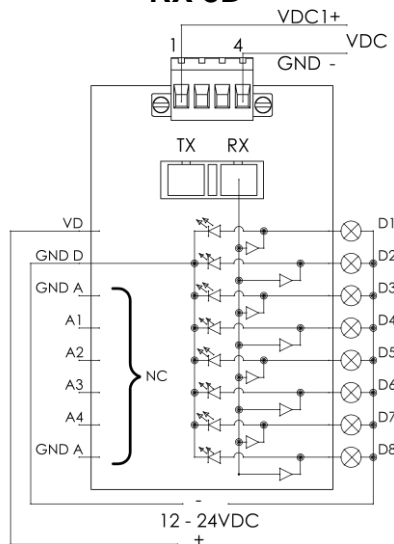 RX 8D
VDC1+
1 4 VDC
GND -
TX RX
VD D1
GND D D2
GND A D3
A1 D4
A2 NC D5
A3 D6
A4 D7
GND A D8
-
12 - 24VDC
+